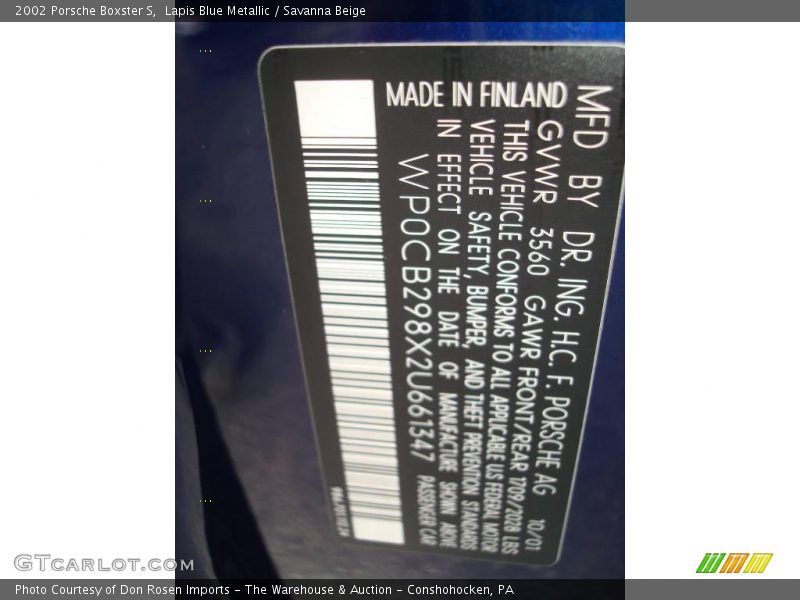 2002 Porsche Boxster S, Lapis Blue Metallic / Savanna Beige
MFD BY DR. ING. H.C. F. PORSCHE AG 10/01
GVWR 3560 GAWR FRONT/REAR 1709/2020 LBS
THIS VEHICLE CONFORMS TO ALL APPLICABLE US FEDERAL MOTOR
VEHICLE SAFETY, BUMPER, AND THEFT PREVENTION STANDARDS
IN EFFECT ON THE DATE OF MANUFACTURE SHOWN ABOVE
MADE IN FINLAND
WP0CB298X2U661347 PASSENGER CAR
GTCarLot.com
Photo Courtesy of Don Rosen Imports - The Warehouse & Auction - Conshohocken, PA